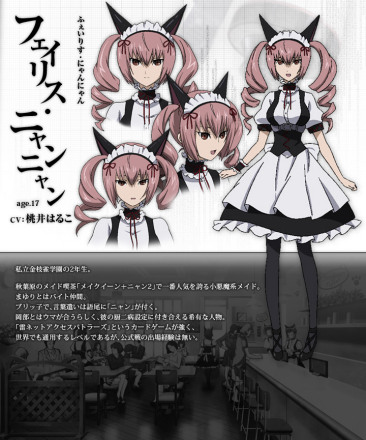 ふぇいりす・にゃんにゃん
フェイリス・
ニャン
ニャン
age.17
CV：桃井はるこ
私立金枝雀学園の2年生。
秋葉原のメイド喫茶「メイクイーン＋ニャン2」で一番人気を誇る小悪魔系メイド。
まゆりとはバイト仲間。
ブリッ子で、言葉遣いは語尾に「ニャン」が付く。
岡部とはウマが合うらしく、彼の厨二病設定に付き合える希有な人物。
「雷ネットアクセスバトラーズ」というカードゲームが強く、
世界でも通用するレベルであるが、公式戦の出場経験は無い。